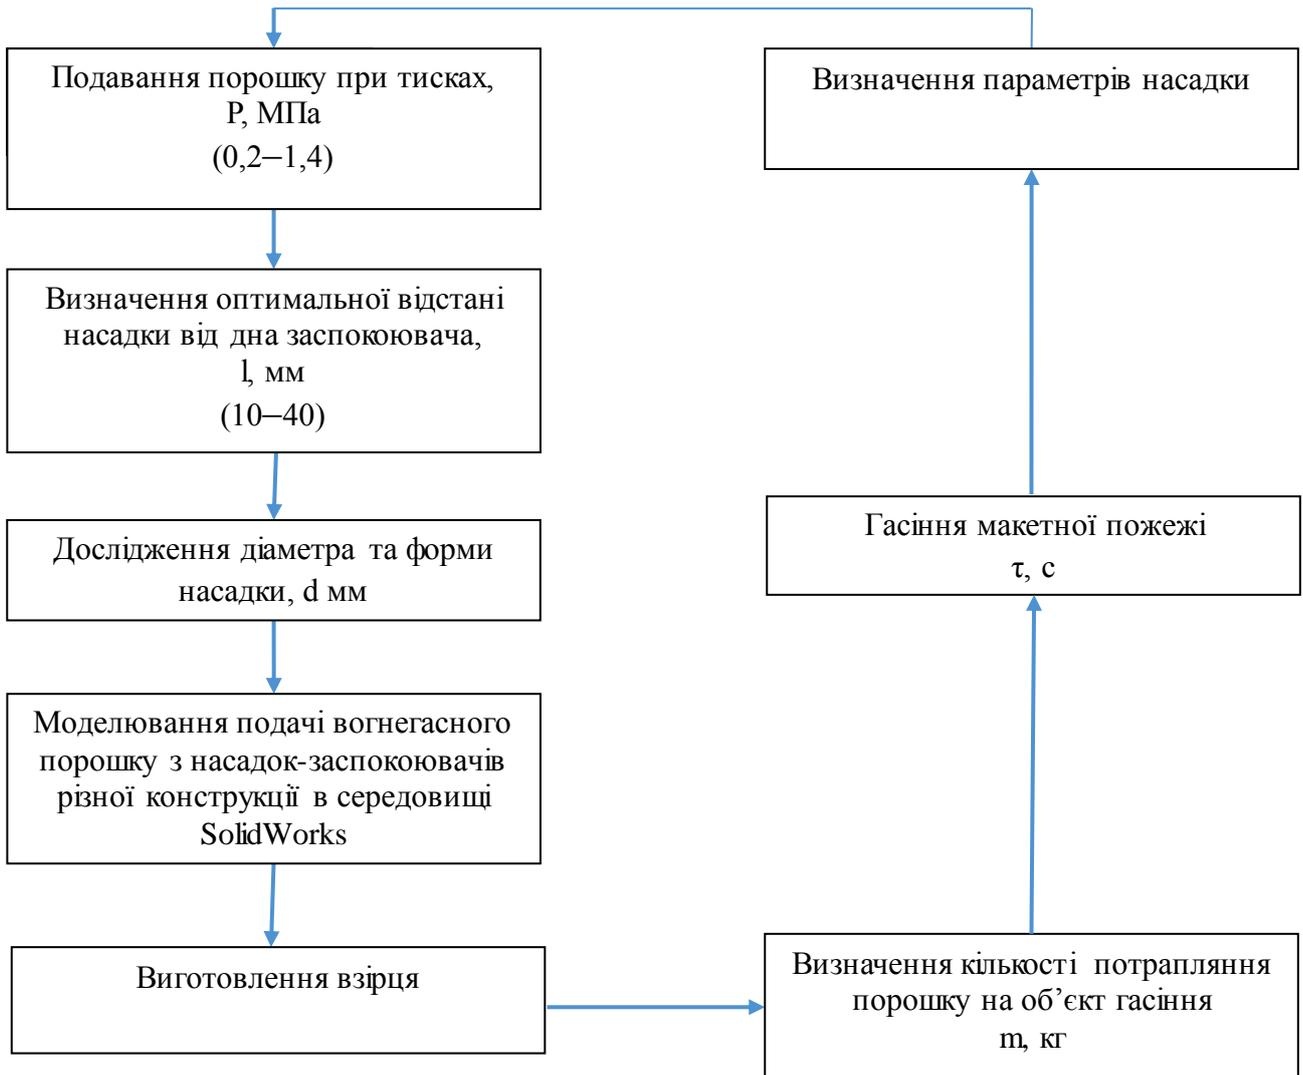 Подавання порошку при тисках,
Р, МПа
(0,2–1,4)
Визначення оптимальної відстані
насадки від дна заспокоювача,
l, мм
(10–40)
Дослідження діаметра та форми
насадки, d мм
Моделювання подачі вогнегасного
порошку з насадок-заспокоювачів
різної конструкції в середовищі
SolidWorks
Виготовлення взірця
Визначення кількості потрапляння
порошку на об’єкт гасіння
m, кг
Гасіння макетної пожежі
τ, с
Визначення параметрів насадки